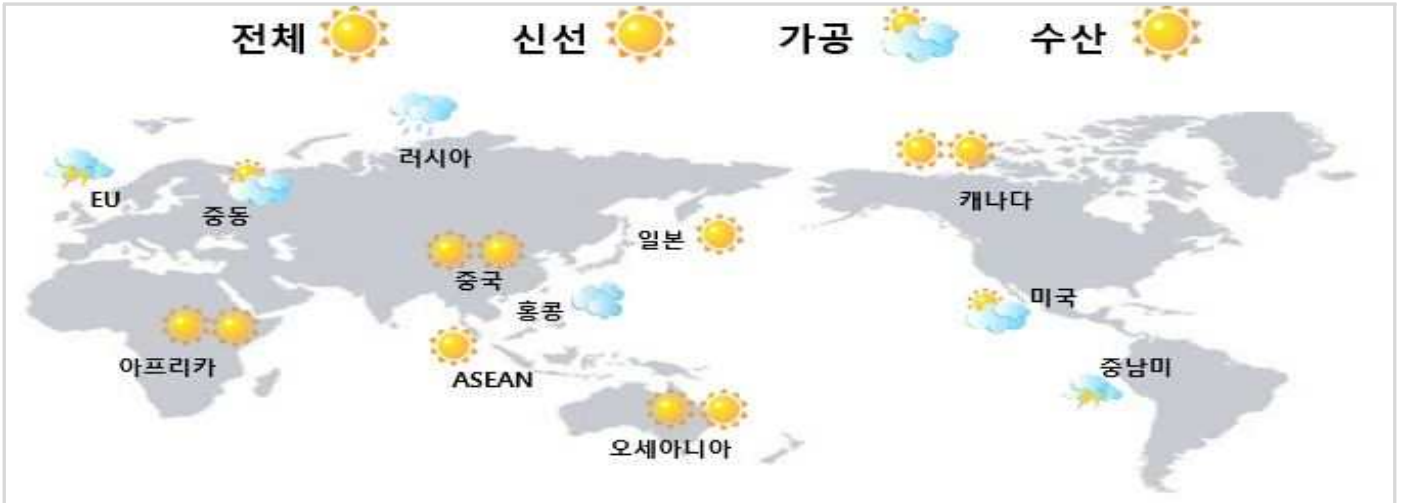 전체 신선 가공 수산
러시아
EU
중동
캐나다
일본
중국
홍콩
미국
아프리카
ASEAN
중남미
오세아니아